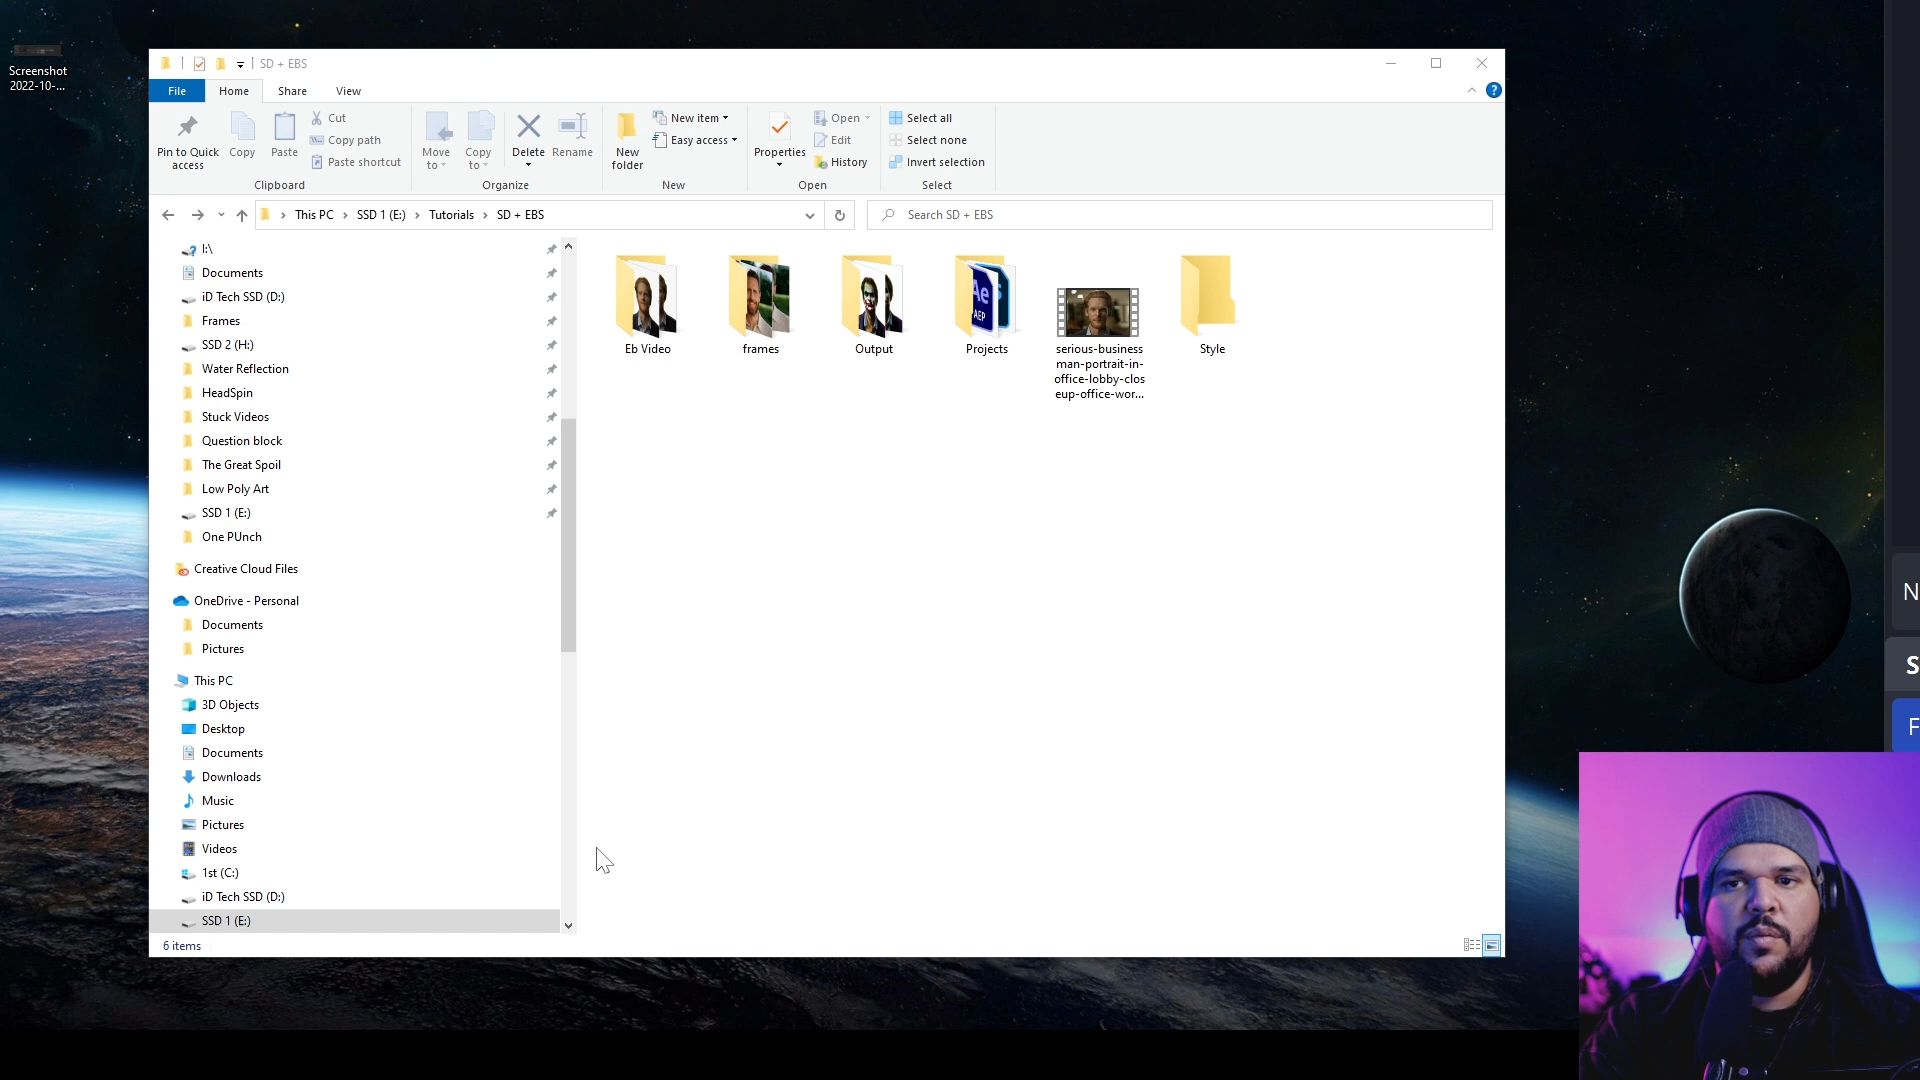 Screenshot
2022-10-...
SD + EBS
File
Home
Share
View
Pin to Quick
access
Copy
Paste
Cut
Copy path
Paste shortcut
Clipboard
Move
to
Copy
to
Delete
Rename
Organize
New
folder
New item
Easy access
New
Properties
Open
Edit
History
Open
Select all
Select none
Invert selection
Select
This PC
SSD 1 (E:)
Tutorials
SD + EBS
Search SD + EBS
I:\
Documents
iD Tech SSD (D:)
Frames
SSD 2 (H:)
Water Reflection
HeadSpin
Stuck Videos
Question block
The Great Spoil
Low Poly Art
SSD 1 (E:)
One PUnch
Creative Cloud Files
OneDrive - Personal
Documents
Pictures
This PC
3D Objects
Desktop
Documents
Downloads
Music
Pictures
Videos
1st (C:)
iD Tech SSD (D:)
SSD 1 (E:)
Eb Video
frames
Output
Ae
AEP
Projects
serious-business
man-portrait-in-
office-lobby-clos
eup-office-wor...
Style
6 items
N
S
F